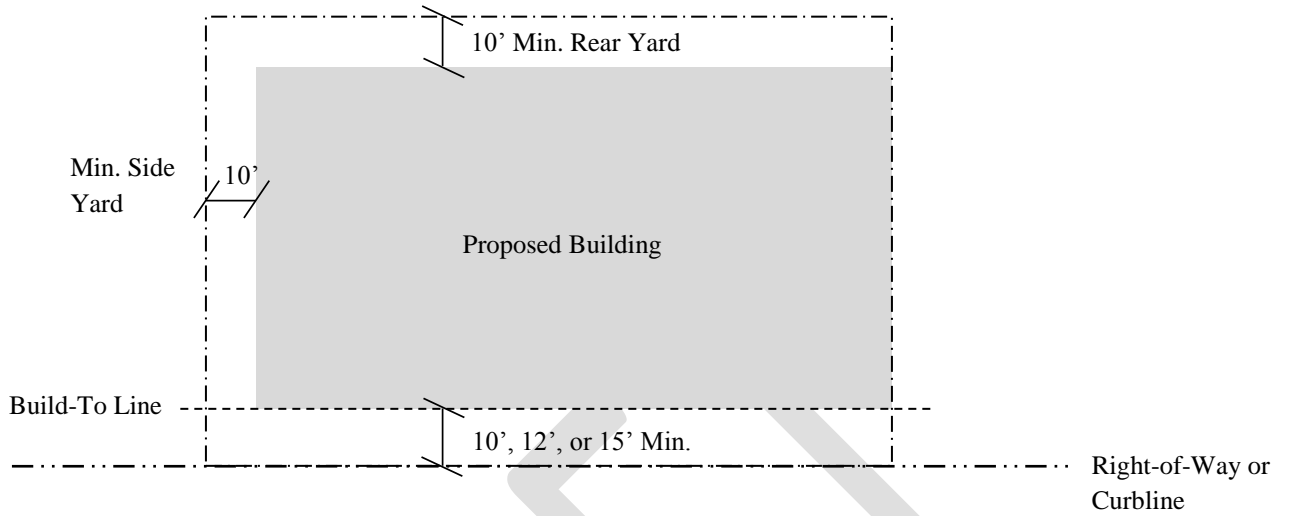 10’ Min. Rear Yard
Min. Side
Yard
10’
Proposed Building
Build-To Line
10’, 12’, or 15’ Min.
Right-of-Way or
Curbline